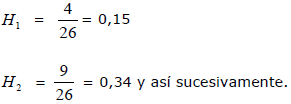 H₁ = 4/26 = 0,15
H₂ = 9/26 = 0,34 y así sucesivamente.